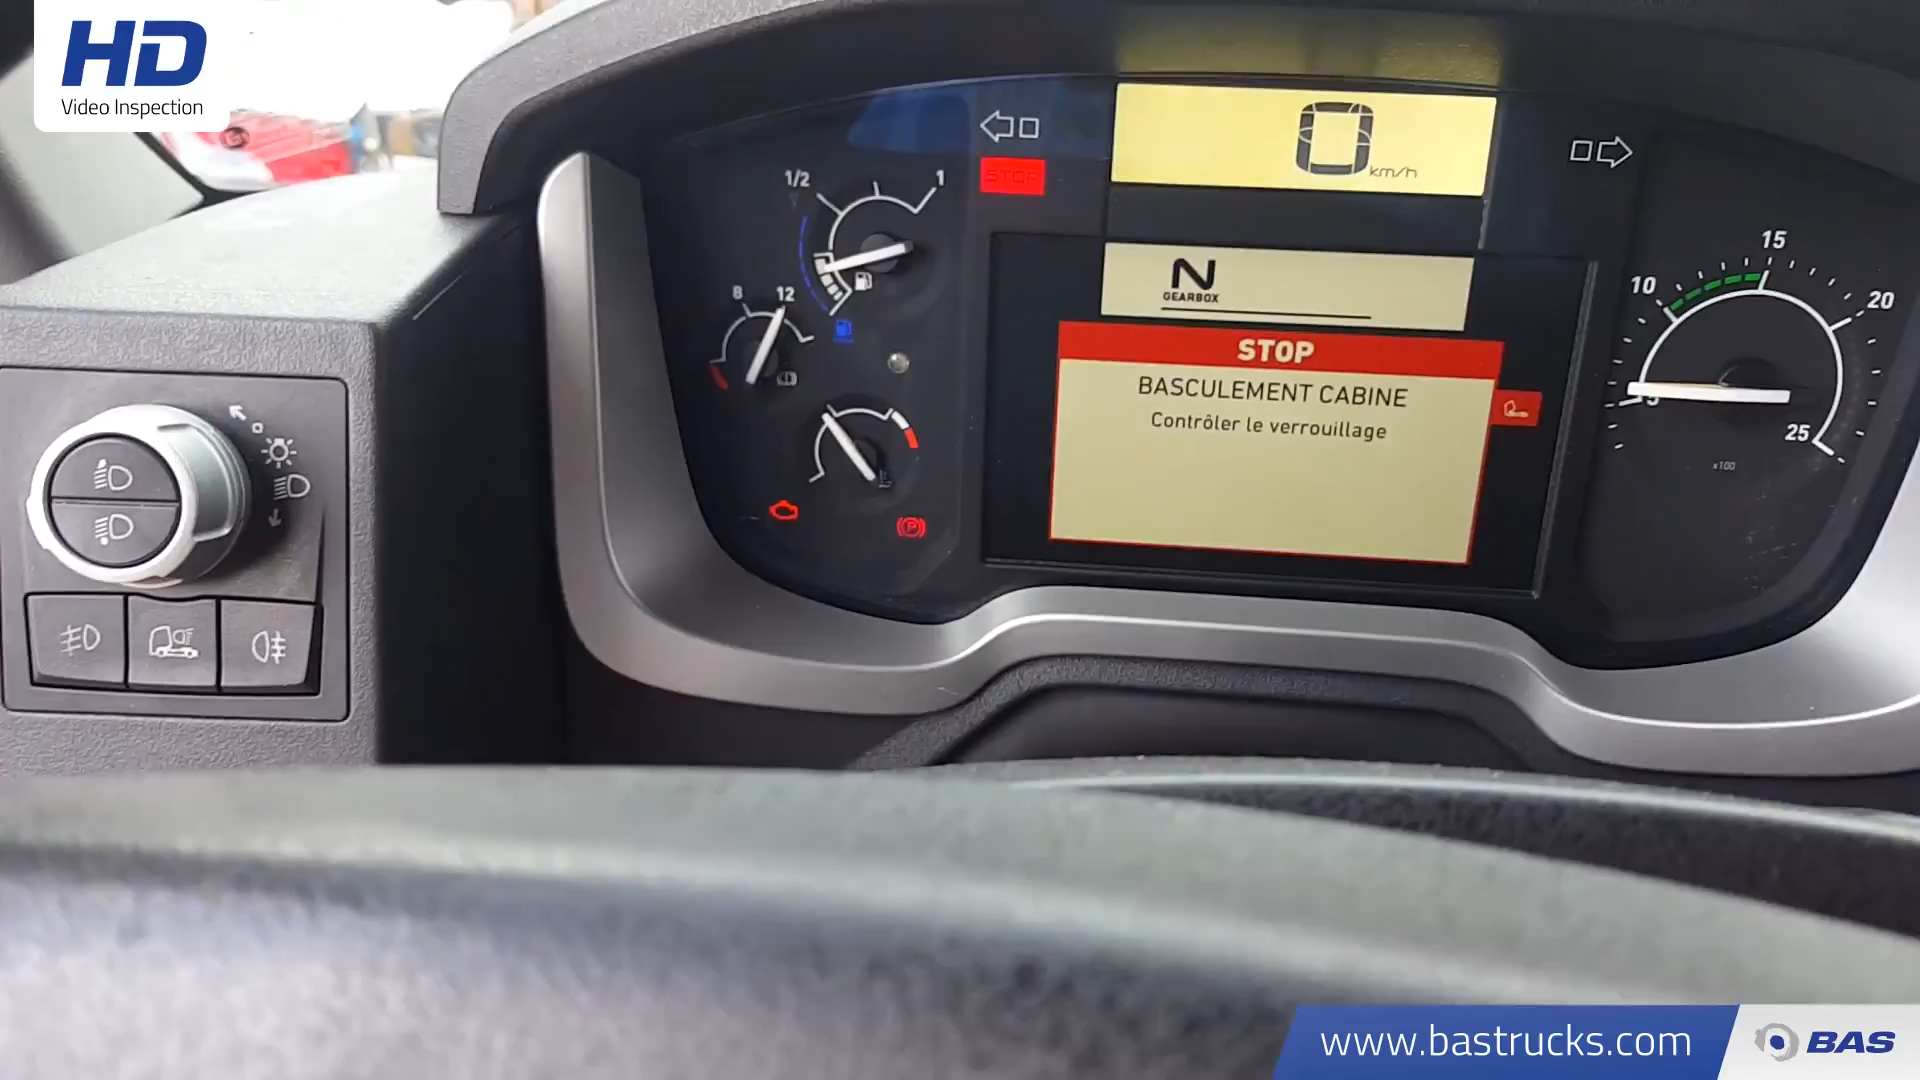 HD
Video Inspection
1/2
1
STOP
0 km/h
8
12
N
GEARBOX
STOP
BASCULEMENT CABINE
Contrôler le verrouillage
5
10
15
20
25
x100
P
www.bastrucks.com
BAS